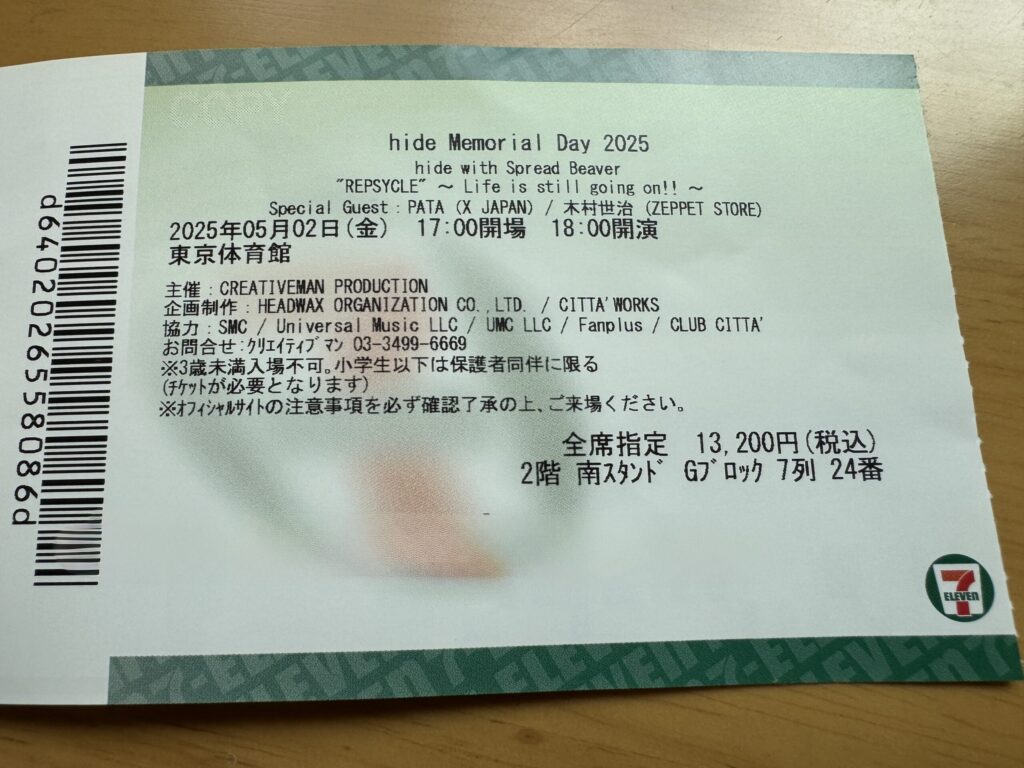 COPY
hide Memorial Day 2025
hide with Spread Beaver
"REPSYCLE" ～ Life is still going on!! ～
Special Guest：PATA (X JAPAN) / 木村世治 (ZEPPET STORE)
2025年05月02日(金)　17:00開場　18:00開演
東京体育館
主催：CREATIVEMAN PRODUCTION
企画制作：HEADWAX ORGANIZATION CO.,LTD. / CITTA'WORKS
協力：SMC / Universal Music LLC / UMC LLC / Fanplus / CLUB CITTA'
お問合せ:ｸﾘｴｲﾃｨﾌﾞﾏﾝ 03-3499-6669
※3歳未満入場不可。小学生以下は保護者同伴に限る
(ﾁｹｯﾄが必要となります)
※ｵﾌｨｼｬﾙｻｲﾄの注意事項を必ず確認了承の上、ご来場ください。
全席指定　13,200円(税込)
2階 南ｽﾀﾝﾄﾞ Gﾌﾞﾛｯｸ 7列 24番
d6402026558086d
7
ELEVEN
7-ELEVEN